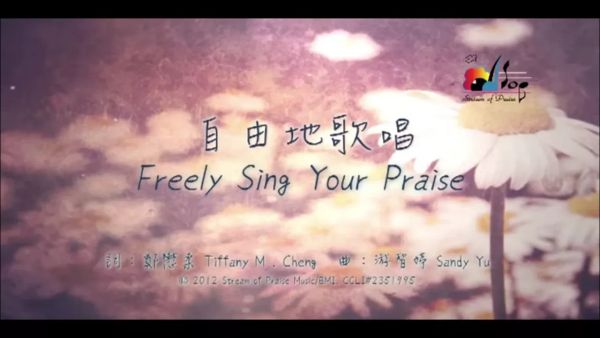 Sop
Stream of Praise
自由地歌唱
Freely Sing Your Praise
詞：鄭懋柔 Tiffany M . Cheng 曲：游智婷 Sandy Yu
© 2012 Stream of Praise Music/BMI. CCLI#2351995